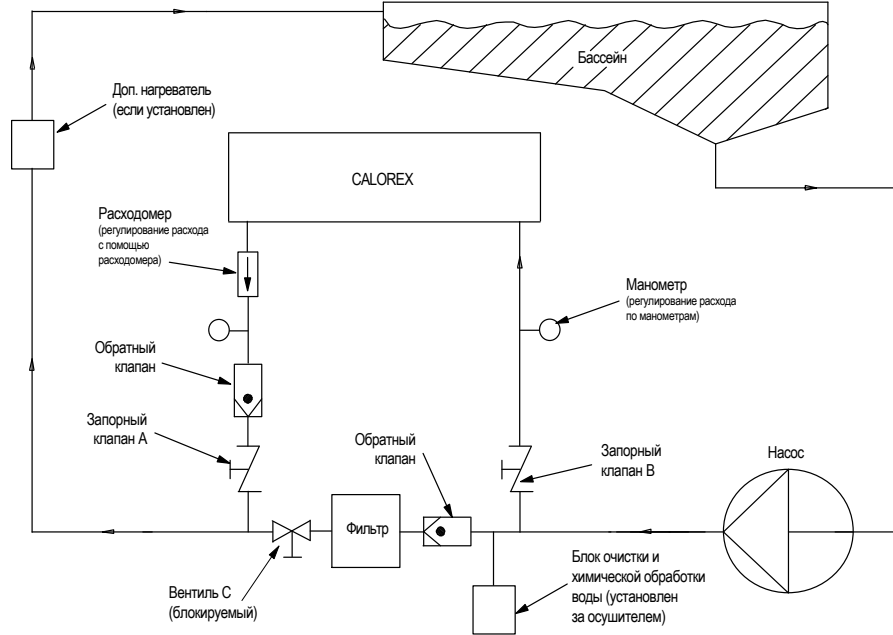 Бассейн
Доп. нагреватель
(если установлен)
CALOREX
Расходомер
(регулирование расхода
с помощью
расходомера)
Манометр
(регулирование расхода
по манометрам)
Обратный
клапан
Запорный
клапан A
Обратный
клапан
Запорный
клапан B
Насос
Фильтр
Вентиль C
(блокируемый)
Блок очистки и
химической обработки
воды (установлен
за осушителем)